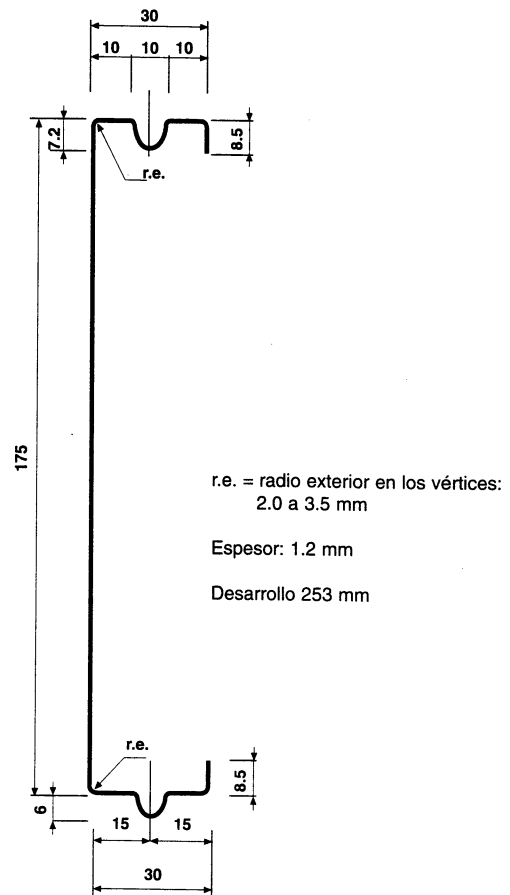 30
10 10 10
7.2
8.5
r.e.
175
r.e. = radio exterior en los vértices:
2.0 a 3.5 mm
Espesor: 1.2 mm
Desarrollo 253 mm
r.e.
8.5
6
15 15
30